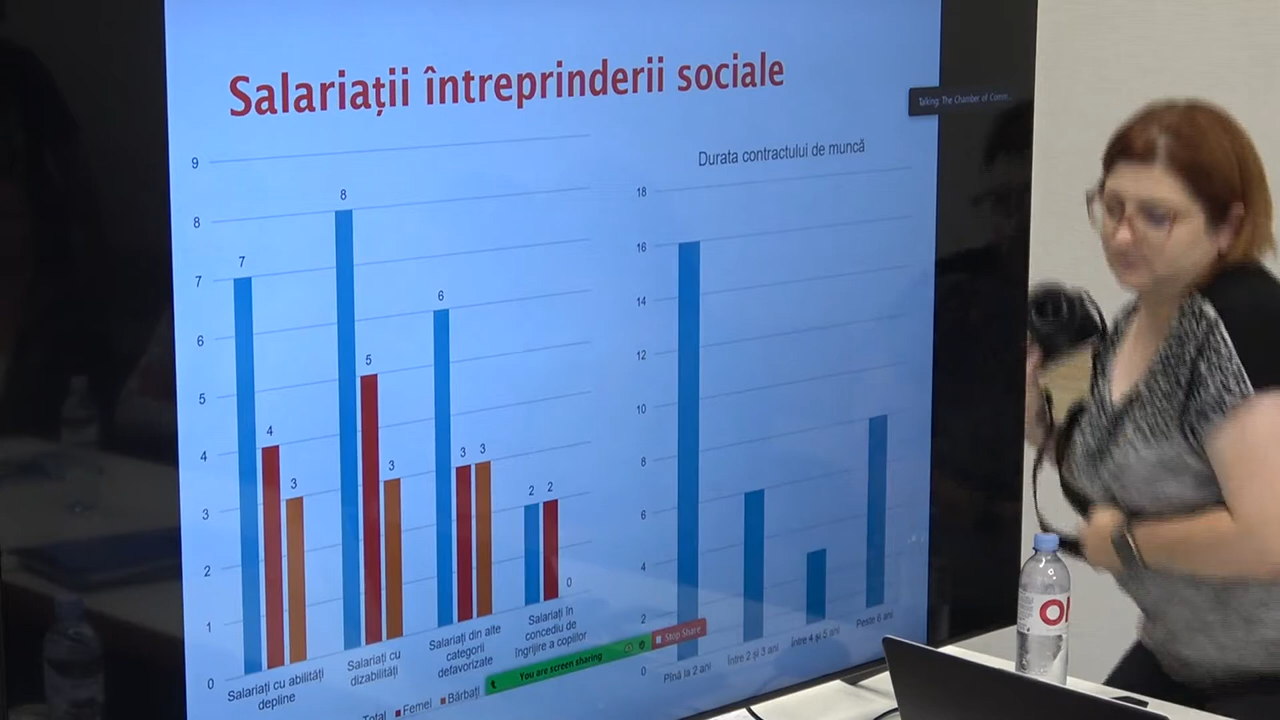 Salariații întreprinderii sociale
Talking: The Chamber of Comm...
9
8
7
6
5
4
3
2
1
0
7
4
3
8
5
3
6
3
3
2
2
0
Salariați cu abilități
depline
Salariați cu
dizabilități
Salariați din alte
categorii
defavorizate
Salariați în
concediu de
îngrijire a copiilor
Total
Femei
Bărbați
Durata contractului de muncă
18
16
14
12
10
8
6
4
2
0
Pînă la 2 ani
Între 2 și 3 ani
Între 4 și 5 ani
Peste 6 ani
You are screen sharing
Stop Share